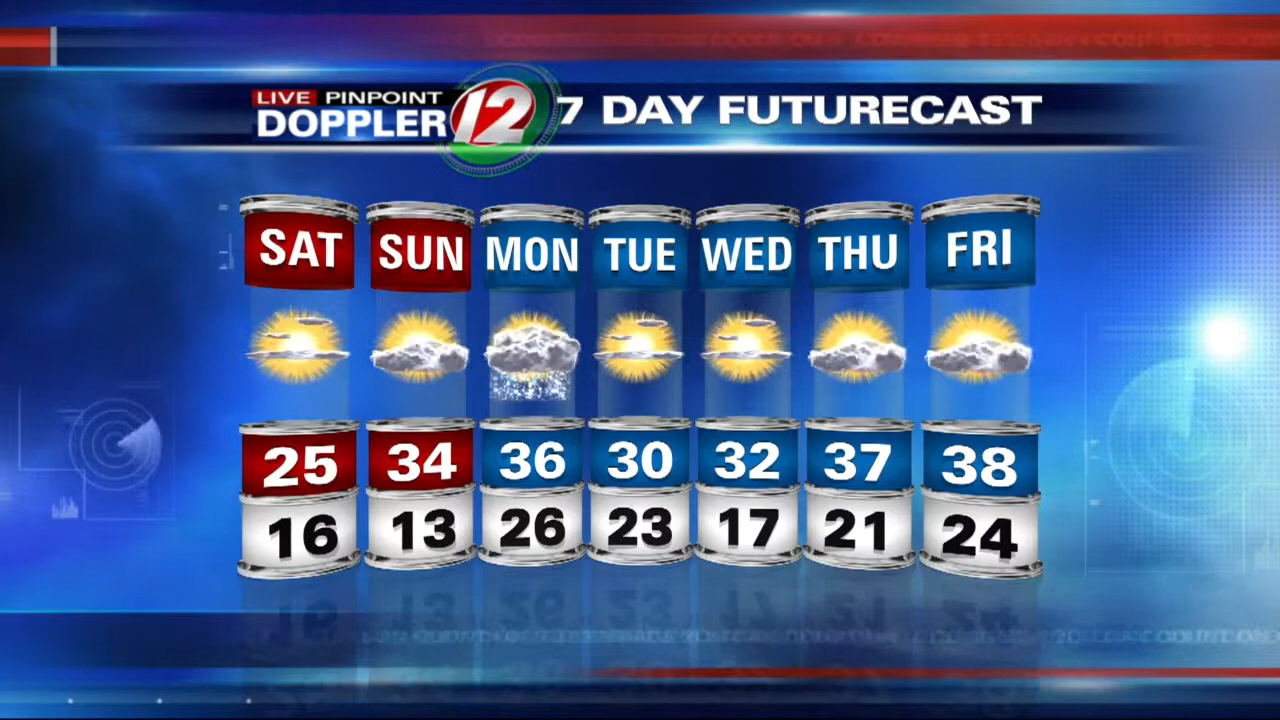 LIVE PINPOINT
DOPPLER 12 7 DAY FUTURECAST
SAT SUN MON TUE WED THU FRI
25 34 36 30 32 37 38
16 13 26 23 17 21 24